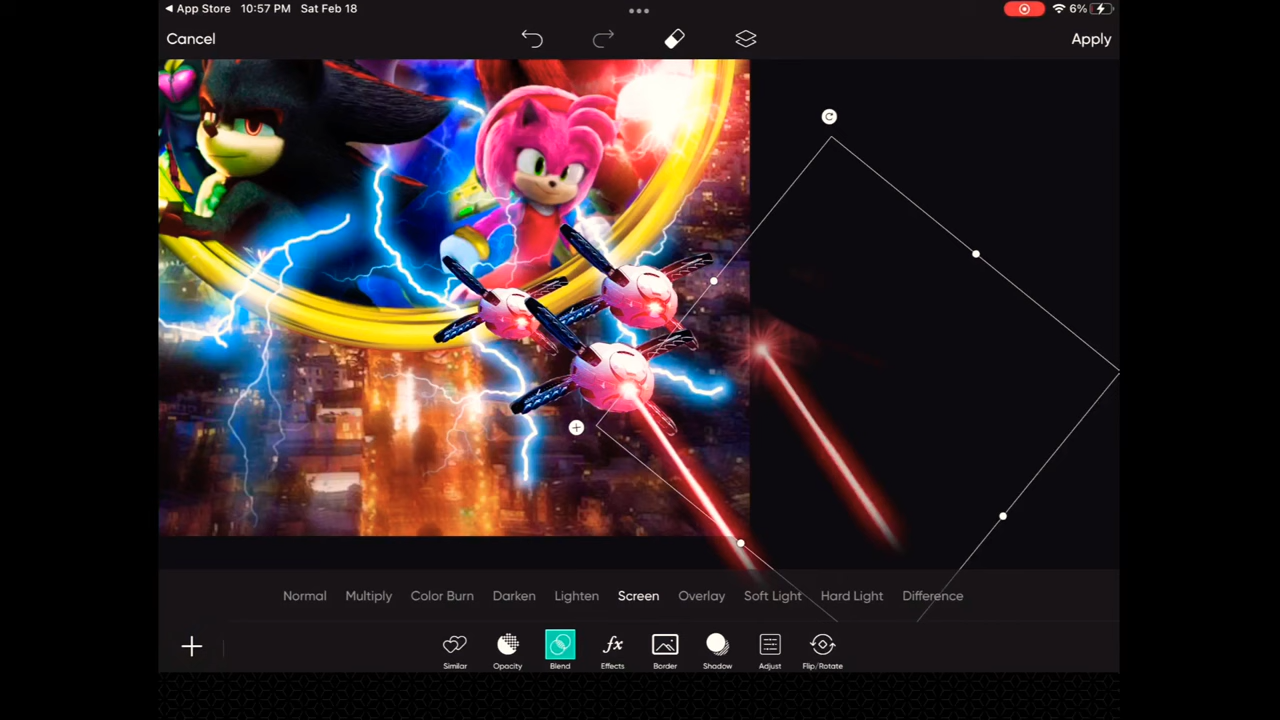 App Store 10:57 PM Sat Feb 18 6%
Cancel Apply
Normal Multiply Color Burn Darken Lighten Screen Overlay Soft Light Hard Light Difference
Similar Opacity Blend Effects Border Shadow Adjust Flip/Rotate